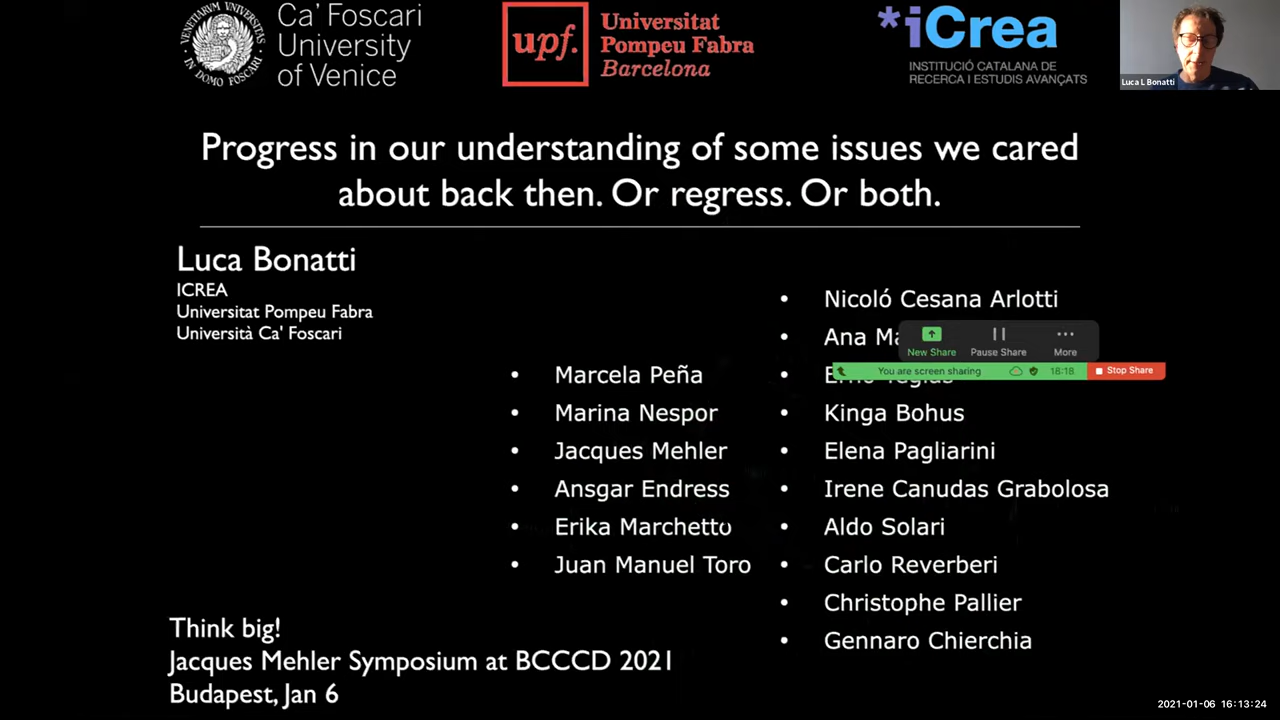 Ca' Foscari
University
of Venice
upf.
Universitat
Pompeu Fabra
Barcelona
*iCrea
INSTITUCIÓ CATALANA DE
RECERCA I ESTUDIS AVANÇATS
Luca L Bonatti
Progress in our understanding of some issues we cared
about back then. Or regress. Or both.
Luca Bonatti
ICREA
Universitat Pompeu Fabra
Università Ca' Foscari
• Marcela Peña
• Marina Nespor
• Jacques Mehler
• Ansgar Endress
• Erika Marchetto
• Juan Manuel Toro
• Nicoló Cesana Arlotti
• Ana
New Share
Pause Share
More
You are screen sharing
18:18
Stop Share
• Kinga Bohus
• Elena Pagliarini
• Irene Canudas Grabolosa
• Aldo Solari
• Carlo Reverberi
• Christophe Pallier
• Gennaro Chierchia
Think big!
Jacques Mehler Symposium at BCCCD 2021
Budapest, Jan 6
2021-01-06 16:13:24